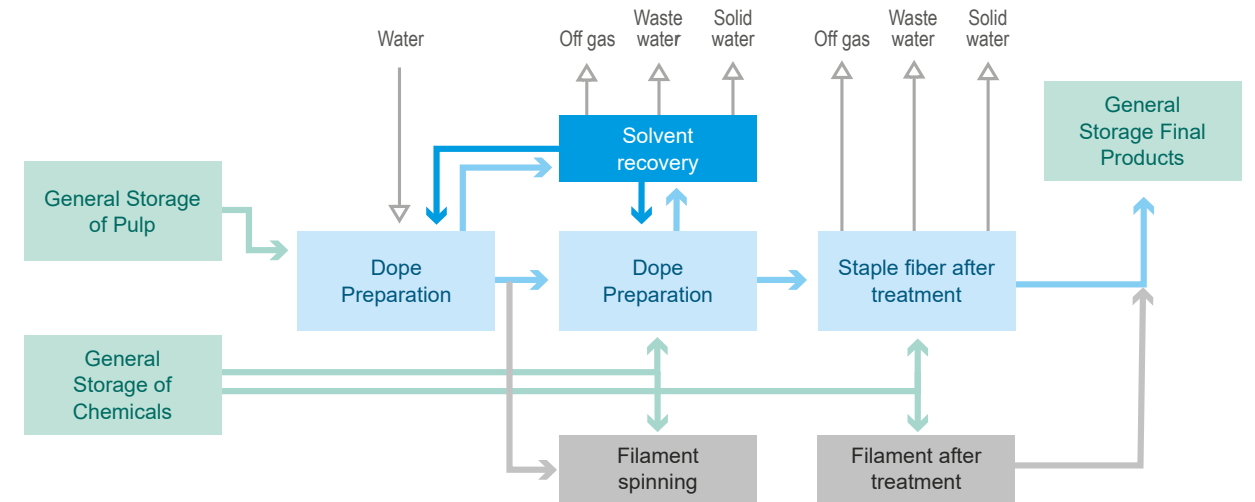 Water
Off gas
Waste
water
Solid
water
Off gas
Waste
water
Solid
water
General
Storage Final
Products
Solvent
recovery
General Storage
of Pulp
Dope
Preparation
Dope
Preparation
Staple fiber after
treatment
General
Storage of
Chemicals
Filament
spinning
Filament after
treatment